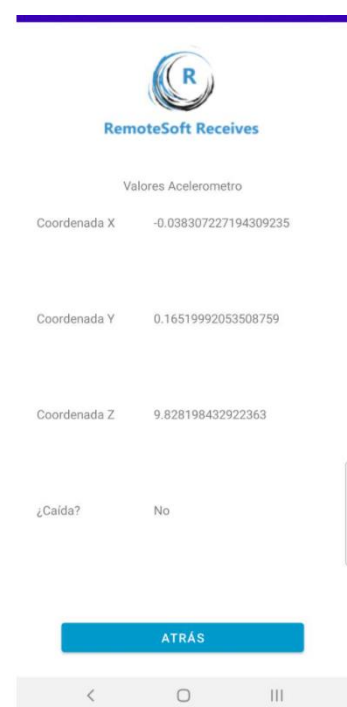 R
RemoteSoft Receives
Valores Acelerometro
Coordenada X -0.038307227194309235
Coordenada Y 0.16519992053508759
Coordenada Z 9.828198432922363
¿Caída? No
ATRÁS